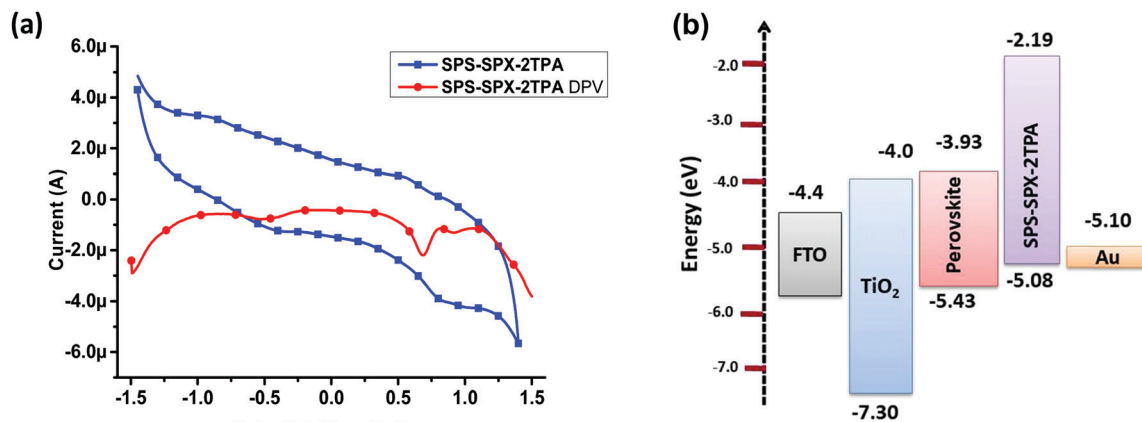 (a)
6.0μ
4.0μ
2.0μ
0.0
-2.0μ
-4.0μ
-6.0μ
Current (A)
SPS-SPX-2TPA
SPS-SPX-2TPA DPV
-1.5 -1.0 -0.5 0.0 0.5 1.0 1.5
(b)
Energy (eV)
-2.0
-3.0
-4.0
-5.0
-6.0
-7.0
-4.4
FTO
-4.0
TiO2
-7.30
-3.93
Perovskite
-5.43
-2.19
SPS-SPX-2TPA
-5.08
-5.10
Au